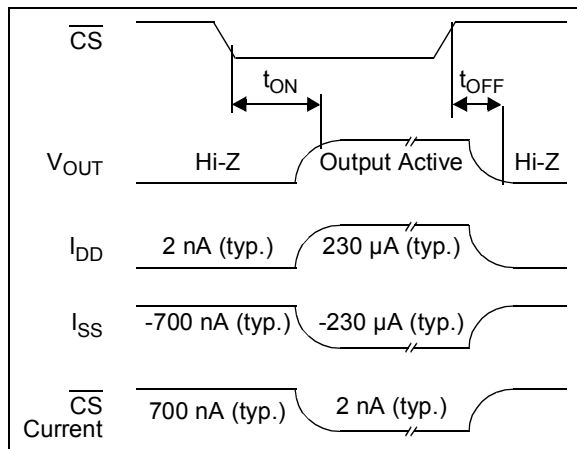 CS
tON
tOFF
VOUT
Hi-Z
Output Active
Hi-Z
IDD
2 nA (typ.)
230 µA (typ.)
ISS
-700 nA (typ.)
-230 µA (typ.)
CS
Current
700 nA (typ.)
2 nA (typ.)